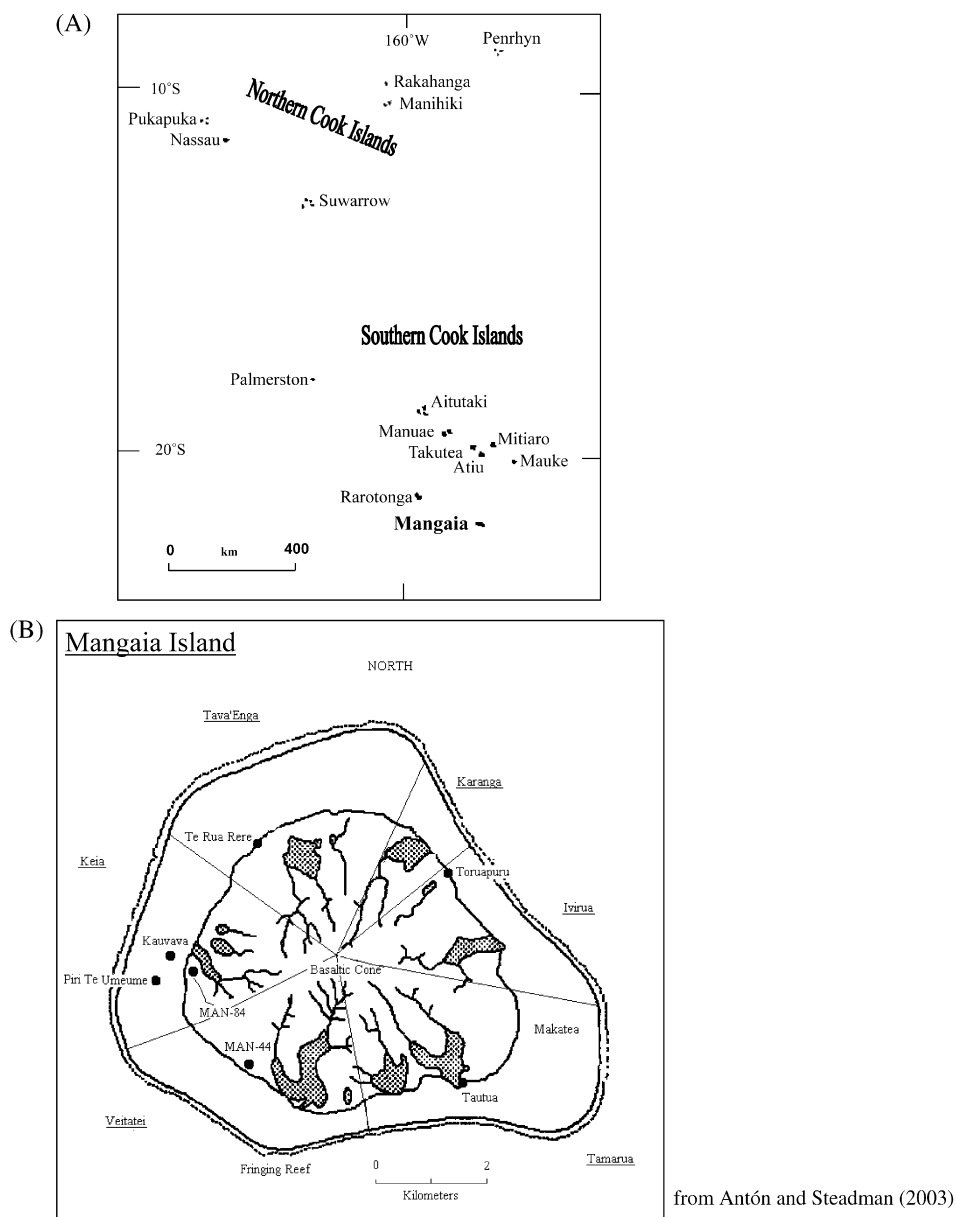 (A)
160°W
Penrhyn
10°S
Rakahanga
Manihiki
Northern Cook Islands
Pukapuka
Nassau
Suwarrow
Southern Cook Islands
Palmerston
Aitutaki
Manuae
Mitiaro
Takutea
20°S
Atiu
Mauke
Rarotonga
Mangaia
0 km 400
(B)
Mangaia Island
NORTH
Tava'Enga
Karanga
Te Rua Rere
Keia
Toruapuru
Ivirua
Kauvava
Basaltic Cone
Piri Te Umeume
MAN-84
Makatea
MAN-44
Tautua
Veitatei
Tamarua
Fringing Reef
0 2
Kilometers
from Antón and Steadman (2003)